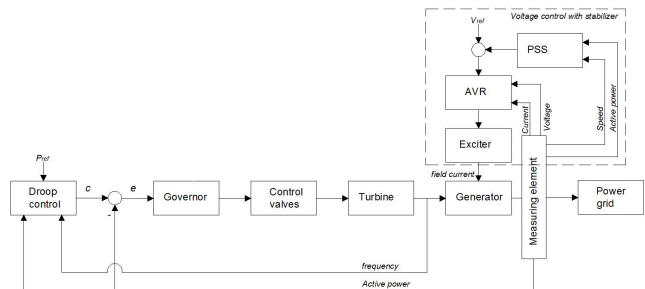 Voltage control with stabilizer
Vref
PSS
AVR
Current
Voltage
Speed
Active power
Exciter
Pref
field current
Droop
control
c
e
-
Governor
Control
valves
Turbine
Generator
Measuring element
Power
grid
frequency
Active power